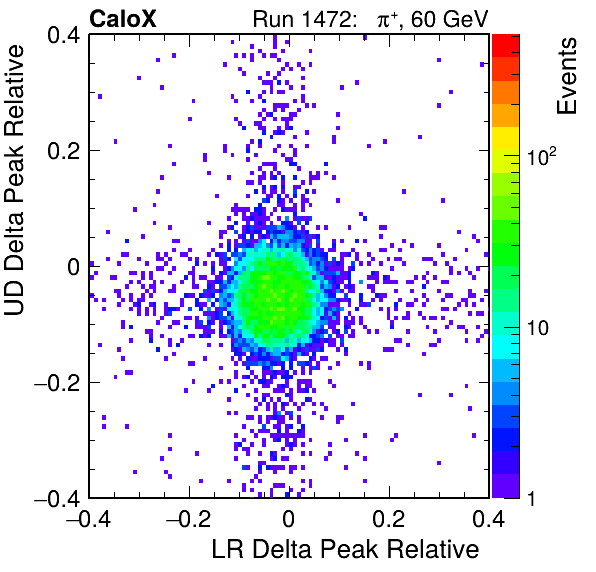 CaloX Run 1472: π⁺, 60 GeV
UD Delta Peak Relative
0.4
0.2
0
−0.2
−0.4
−0.4 −0.2 0 0.2 0.4
LR Delta Peak Relative
Events
10²
10
1